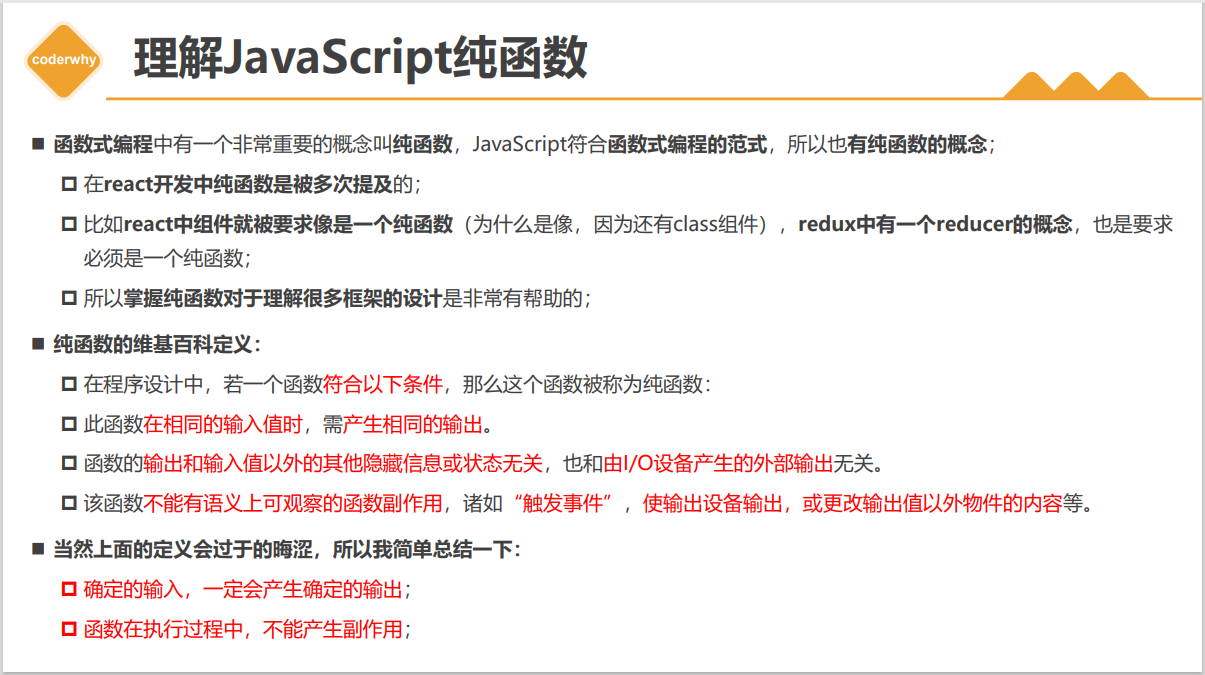 coderwhy
理解JavaScript纯函数
■ 函数式编程中有一个非常重要的概念叫纯函数，JavaScript符合函数式编程的范式，所以也有纯函数的概念；
在react开发中纯函数是被多次提及的；
比如react中组件就被要求像是一个纯函数（为什么是像，因为还有class组件），redux中有一个reducer的概念，也是要求
必须是一个纯函数；
所以掌握纯函数对于理解很多框架的设计是非常有帮助的；
■ 纯函数的维基百科定义：
在程序设计中，若一个函数符合以下条件，那么这个函数被称为纯函数：
此函数在相同的输入值时，需产生相同的输出。
函数的输出和输入值以外的其他隐藏信息或状态无关，也和由I/O设备产生的外部输出无关。
该函数不能有语义上可观察的函数副作用，诸如“触发事件”，使输出设备输出，或更改输出值以外物件的内容等。
■ 当然上面的定义会过于的晦涩，所以我简单总结一下：
确定的输入，一定会产生确定的输出；
函数在执行过程中，不能产生副作用；